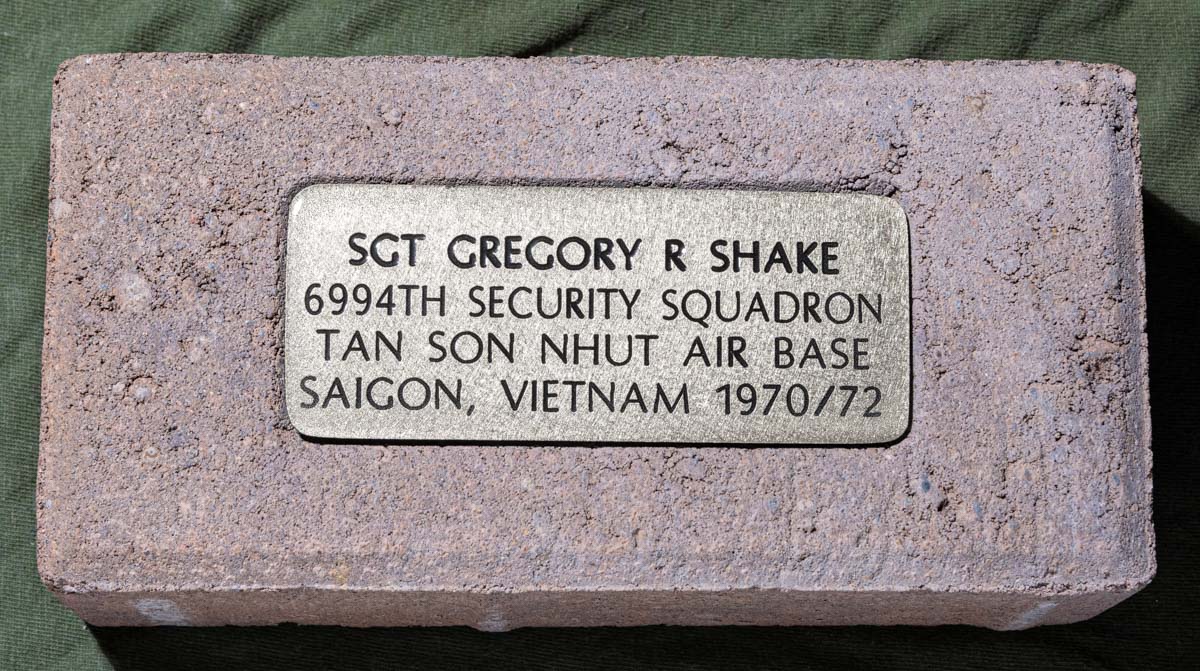 SGT GREGORY R SHAKE
6994TH SECURITY SQUADRON
TAN SON NHUT AIR BASE
SAIGON, VIETNAM 1970/72